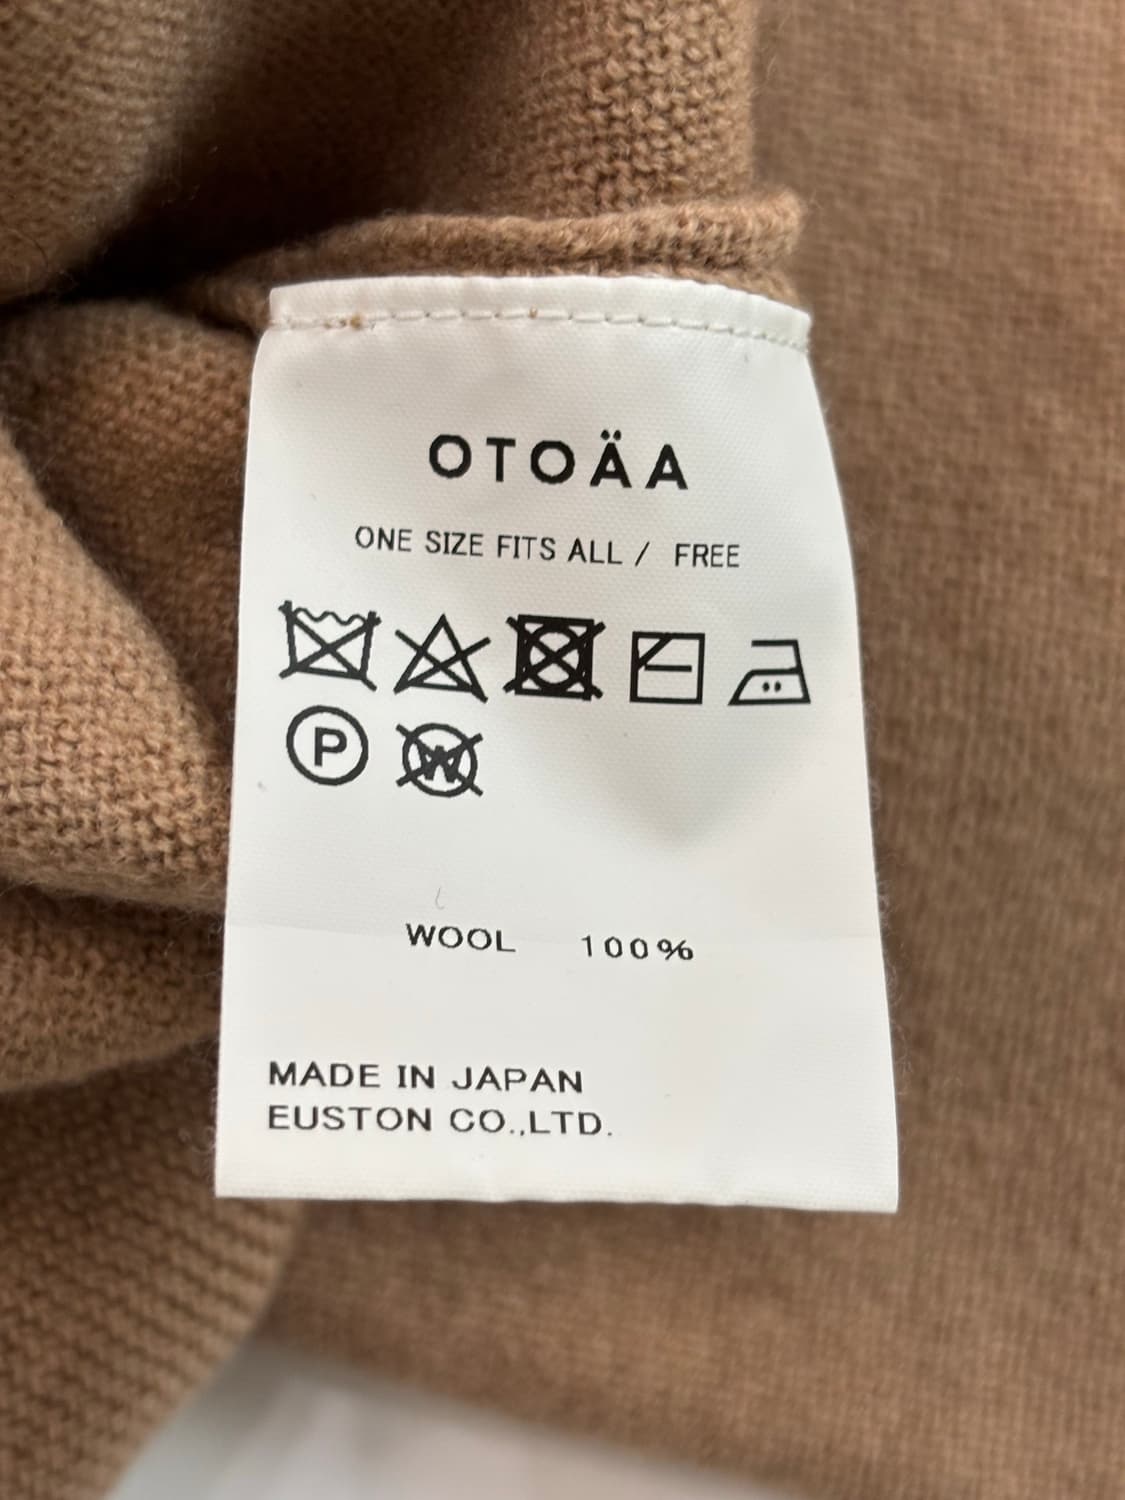 OTOÄA
ONE SIZE FITS ALL / FREE
P W
WOOL 100%
MADE IN JAPAN
EUSTON CO.,LTD.